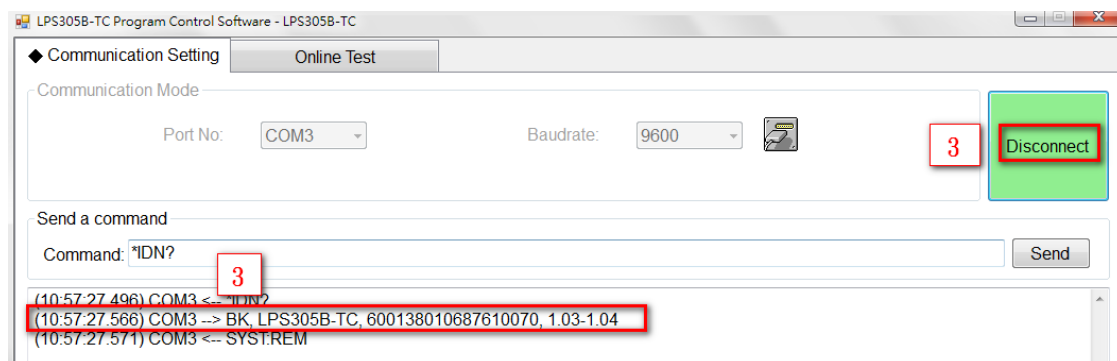 LPS305B-TC Program Control Software - LPS305B-TC
◆ Communication Setting Online Test
Communication Mode
Port No: COM3 Baudrate: 9600
3 Disconnect
Send a command
Command: *IDN? Send
3
(10:57:27.496) COM3 <-- *IDN?
(10:57:27.566) COM3 --> BK, LPS305B-TC, 600138010687610070, 1.03-1.04
(10:57:27.571) COM3 <-- SYST:REM